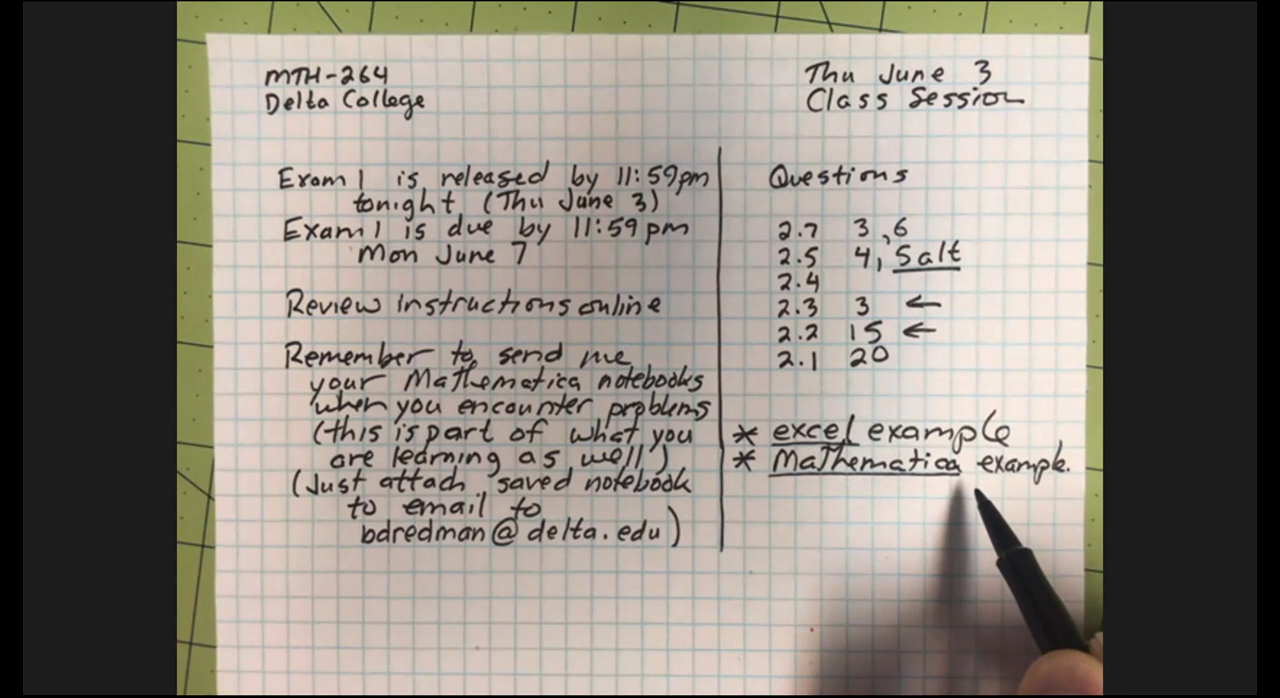 MTH-264
Delta College
Thu June 3
Class Session
Exam 1 is released by 11:59pm
tonight (Thu June 3)
Exam 1 is due by 11:59pm
Mon June 7
Review instructions online
Remember to send me
your Mathematica notebooks
when you encounter problems
(this is part of what you
are learning as well)
(Just attach saved notebook
to email to
bdredman@delta.edu)
Questions
2.7 3, 6
2.5 4, Salt
2.4
2.3 3 ←
2.2 15 ←
2.1 20
* excel example
* Mathematica example.